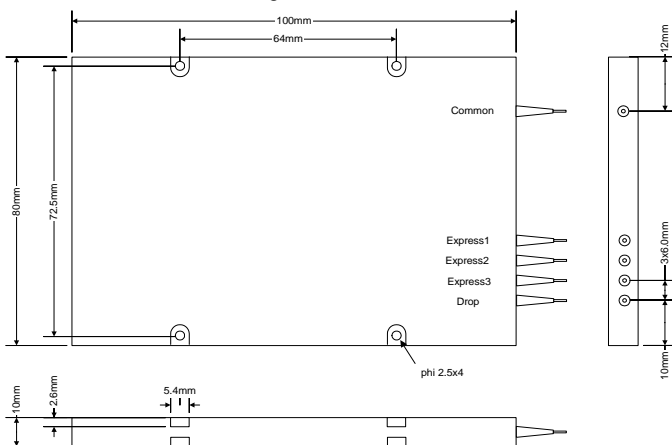 100mm
64mm
12mm
Common
80mm
72.5mm
Express1
Express2
Express3
Drop
3x6.0mm
10mm
phi 2.5x4
5.4mm
2.6mm
10mm